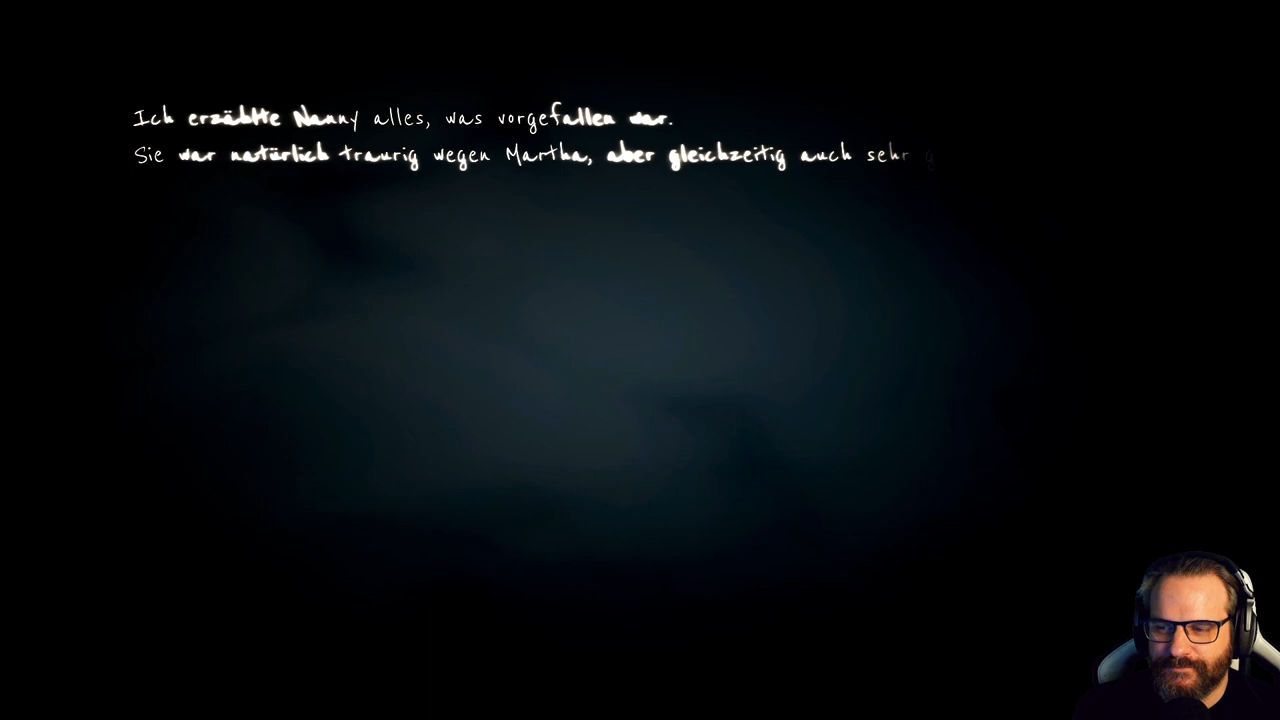 Ich erzählte Nanny alles, was vorgefallen war.
Sie war natürlich traurig wegen Martha, aber gleichzeitig auch sehr